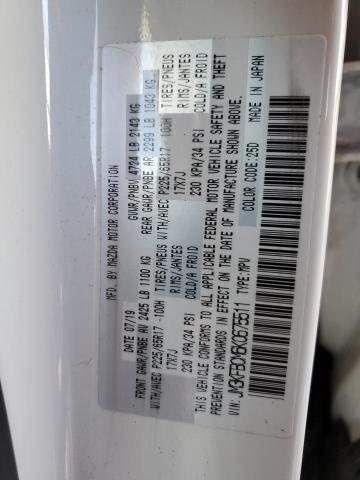 MFD. BY MAZDA MOTOR CORPORATION
DATE: 07/19 GVWR/PNBV 4724 LB 2143 KG
FRONT GAWR/PNBE AV 2425 LB 1100 KG REAR GAWR/PNBE AR 2299 LB 1043 KG
WITH/AVEC P225/65R17 -100H TIRES/PNEUS WITH/AVEC P225/65R17 -100H TIRES/PNEUS
17X7J RIMS/JANTES 17X7J RIMS/JANTES
230 KPA/34 PSI COLD/A FROID 230 KPA/34 PSI COLD/A FROID
THIS VEHICLE CONFORMS TO ALL APPLICABLE FEDERAL MOTOR VEHICLE SAFETY AND THEFT
PREVENTION STANDARDS IN EFFECT ON THE DATE OF MANUFACTURE SHOWN ABOVE.
VIN: TYPE: MPV COLOR CODE: 25D MADE IN JAPAN